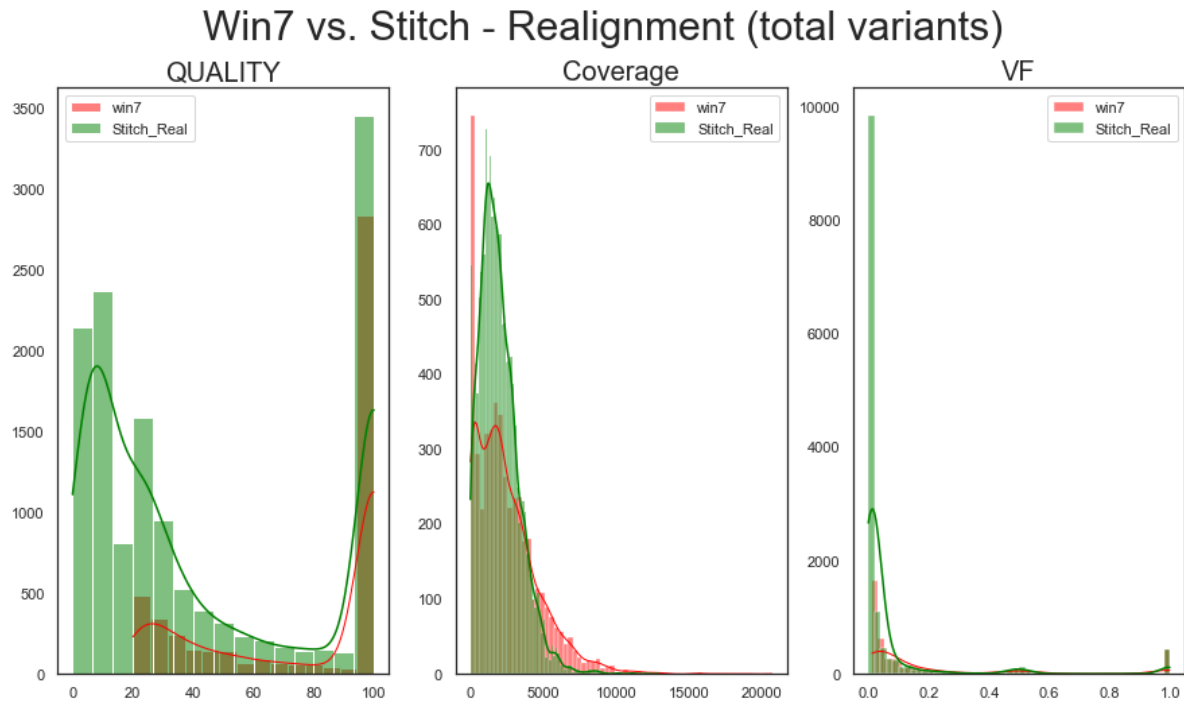 Win7 vs. Stitch - Realignment (total variants)
QUALITY
3500
3000
2500
2000
1500
1000
500
0
0 20 40 60 80 100
win7
Stitch_Real
Coverage
700
600
500
400
300
200
100
0
0 5000 10000 15000 20000
win7
Stitch_Real
VF
10000
8000
6000
4000
2000
0
0.0 0.2 0.4 0.6 0.8 1.0
win7
Stitch_Real